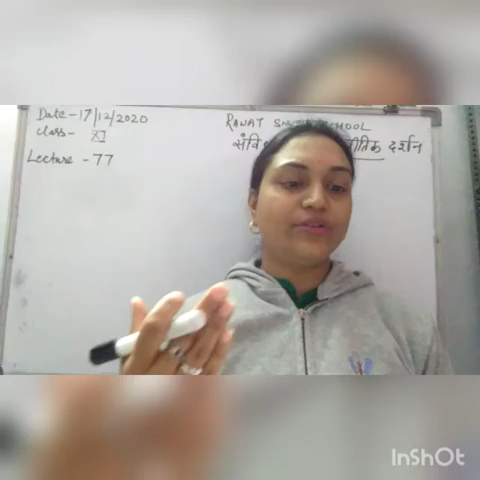 Date - 17/12/2020
Class - XI
Lecture - 77
RAWAT SCHOOL
दर्शन
InShOt